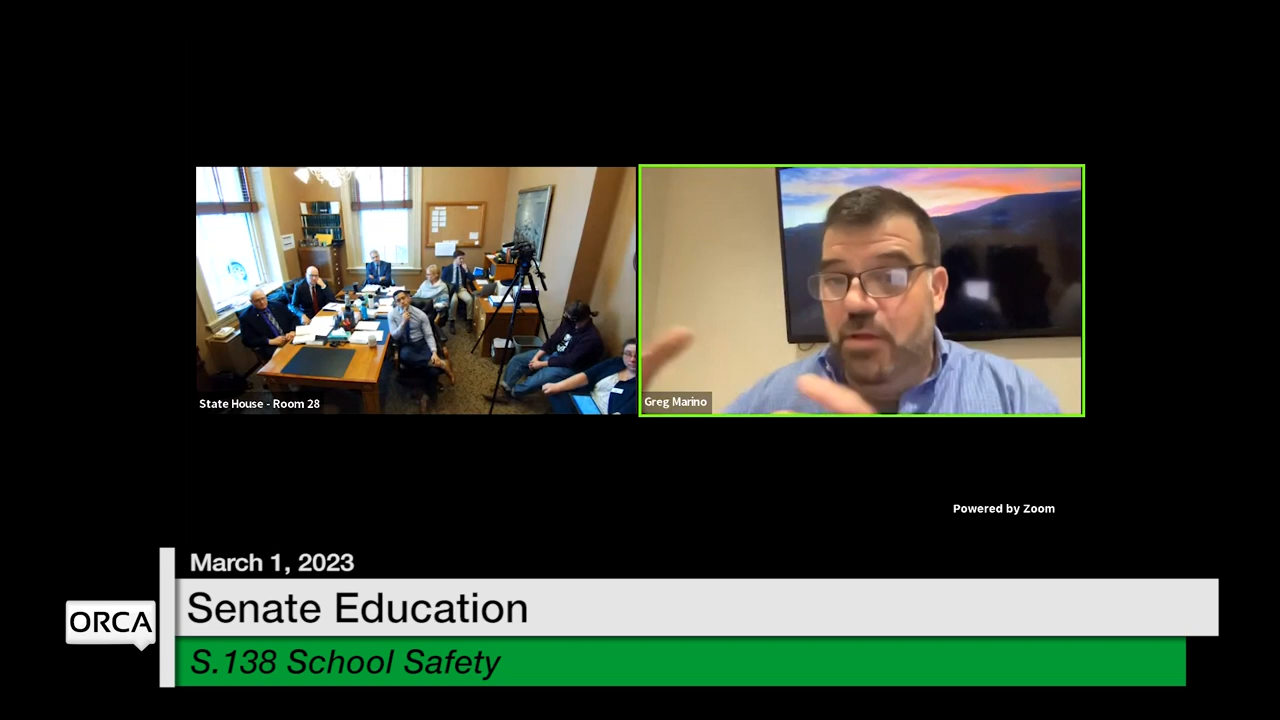 State House - Room 28
Greg Marino
Powered by Zoom
March 1, 2023
Senate Education
ORCA
S.138 School Safety